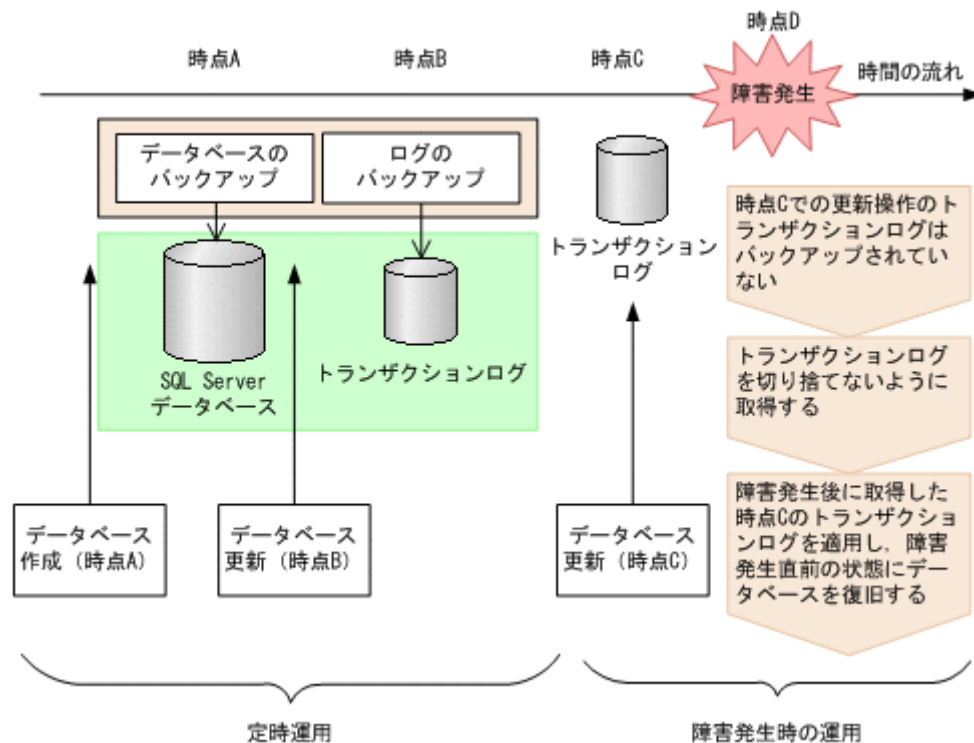 時点A
時点B
時点C
時点D
障害発生
時間の流れ
データベースの
バックアップ
ログの
バックアップ
SQL Server
データベース
トランザクションログ
トランザクション
ログ
時点Cでの更新操作のト
ランザクションログは
バックアップされてい
ない
トランザクションログ
を切り捨てないように
取得する
障害発生後に取得した
時点Cのトランザクショ
ンログを適用し，障害
発生直前の状態にデー
タベースを復旧する
データベース
作成（時点A）
データベース
更新（時点B）
データベース
更新（時点C）
定時運用
障害発生時の運用